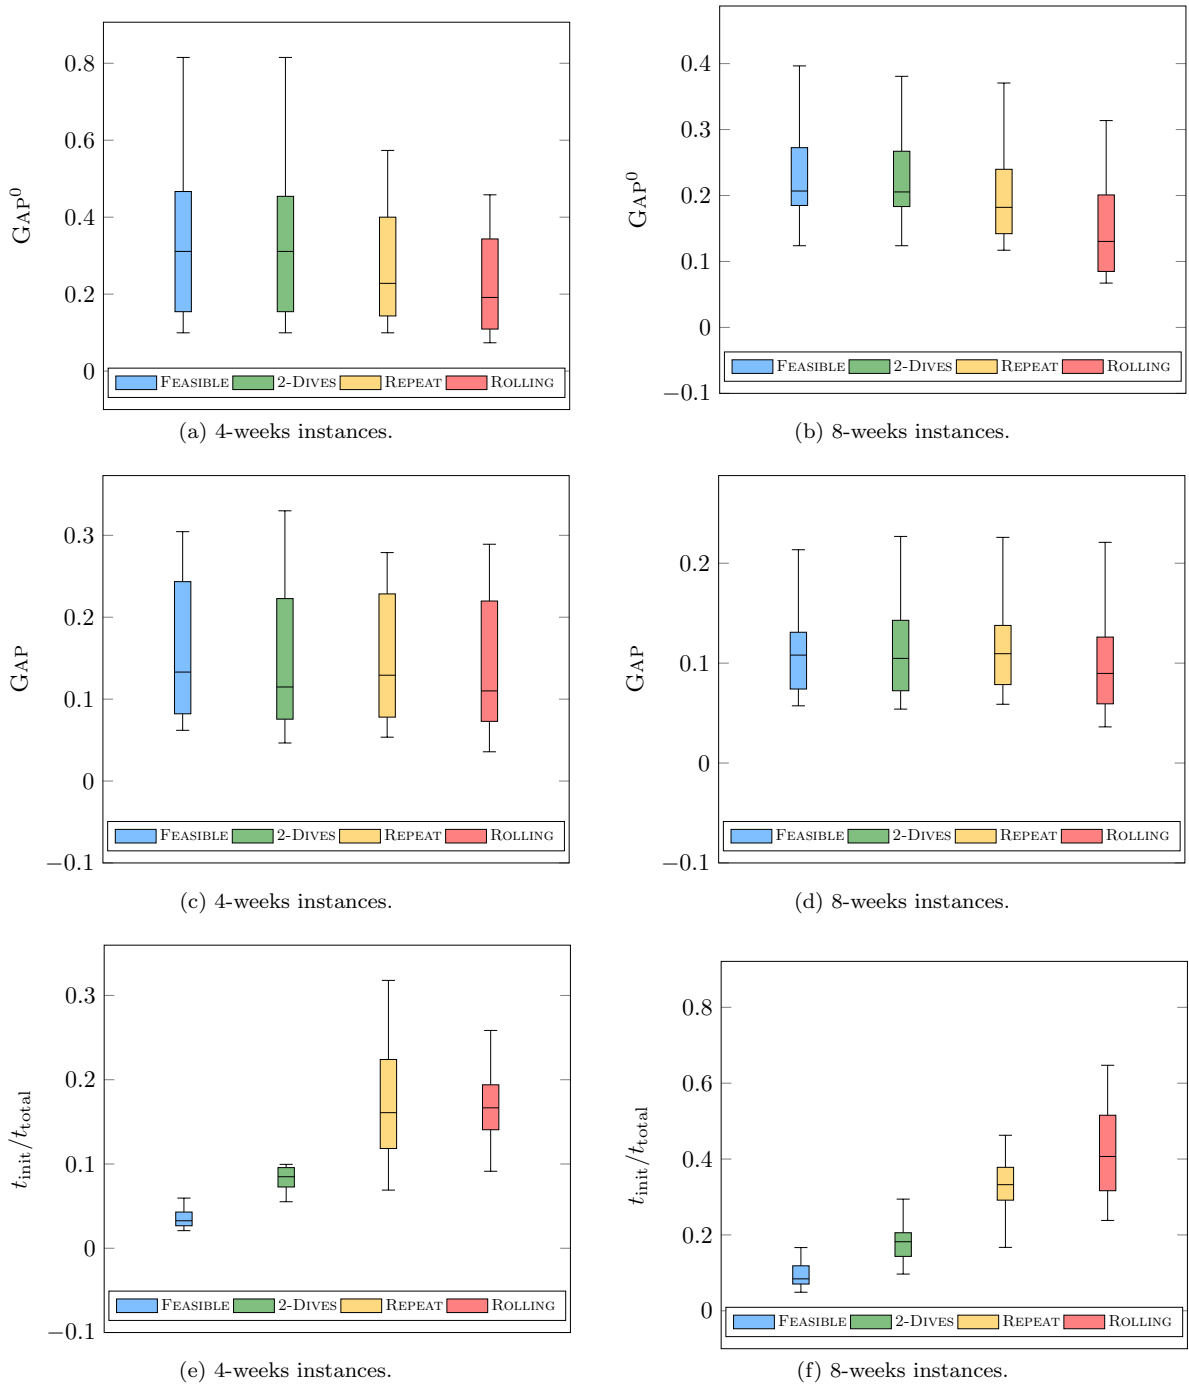 0.8
0.6
0.4
0.2
0
GAP⁰
FEASIBLE 2-DIVES REPEAT ROLLING
(a) 4-weeks instances.
0.4
0.3
0.2
0.1
0
−0.1
GAP⁰
FEASIBLE 2-DIVES REPEAT ROLLING
(b) 8-weeks instances.
0.3
0.2
0.1
0
−0.1
GAP
FEASIBLE 2-DIVES REPEAT ROLLING
(c) 4-weeks instances.
0.2
0.1
0
−0.1
GAP
FEASIBLE 2-DIVES REPEAT ROLLING
(d) 8-weeks instances.
0.3
0.2
0.1
0
−0.1
t_init/t_total
FEASIBLE 2-DIVES REPEAT ROLLING
(e) 4-weeks instances.
0.8
0.6
0.4
0.2
0
t_init/t_total
FEASIBLE 2-DIVES REPEAT ROLLING
(f) 8-weeks instances.